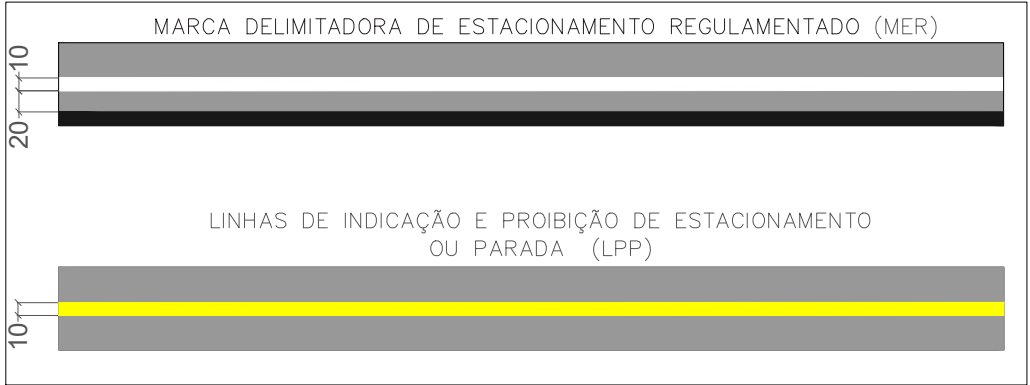 MARCA DELIMITADORA DE ESTACIONAMENTO REGULAMENTADO (MER)
10
20
LINHAS DE INDICAÇÃO E PROIBIÇÃO DE ESTACIONAMENTO
OU PARADA (LPP)
10